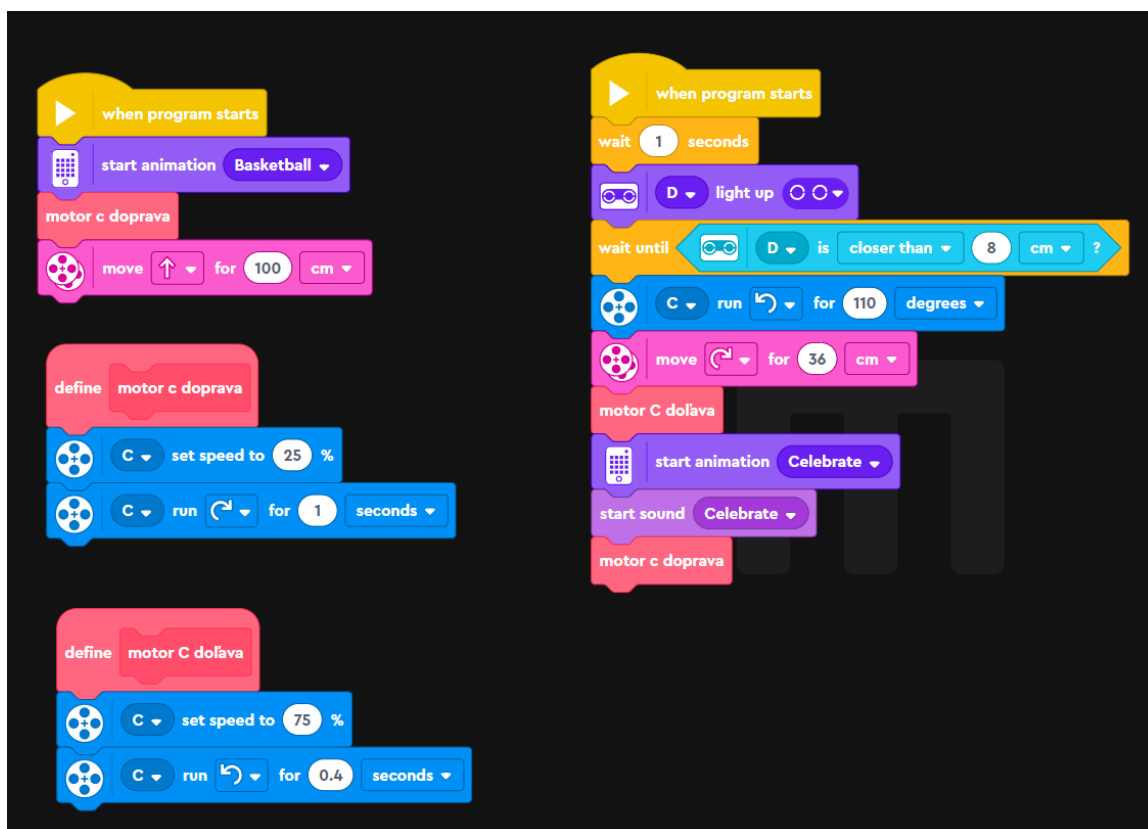 when program starts
start animation Basketball
motor c doprava
move for 100 cm
define motor c doprava
C set speed to 25 %
C run for 1 seconds
define motor C doľava
C set speed to 75 %
C run for 0.4 seconds
when program starts
wait 1 seconds
D light up
wait until D is closer than 8 cm ?
C run for 110 degrees
move for 36 cm
motor C doľava
start animation Celebrate
start sound Celebrate
motor c doprava